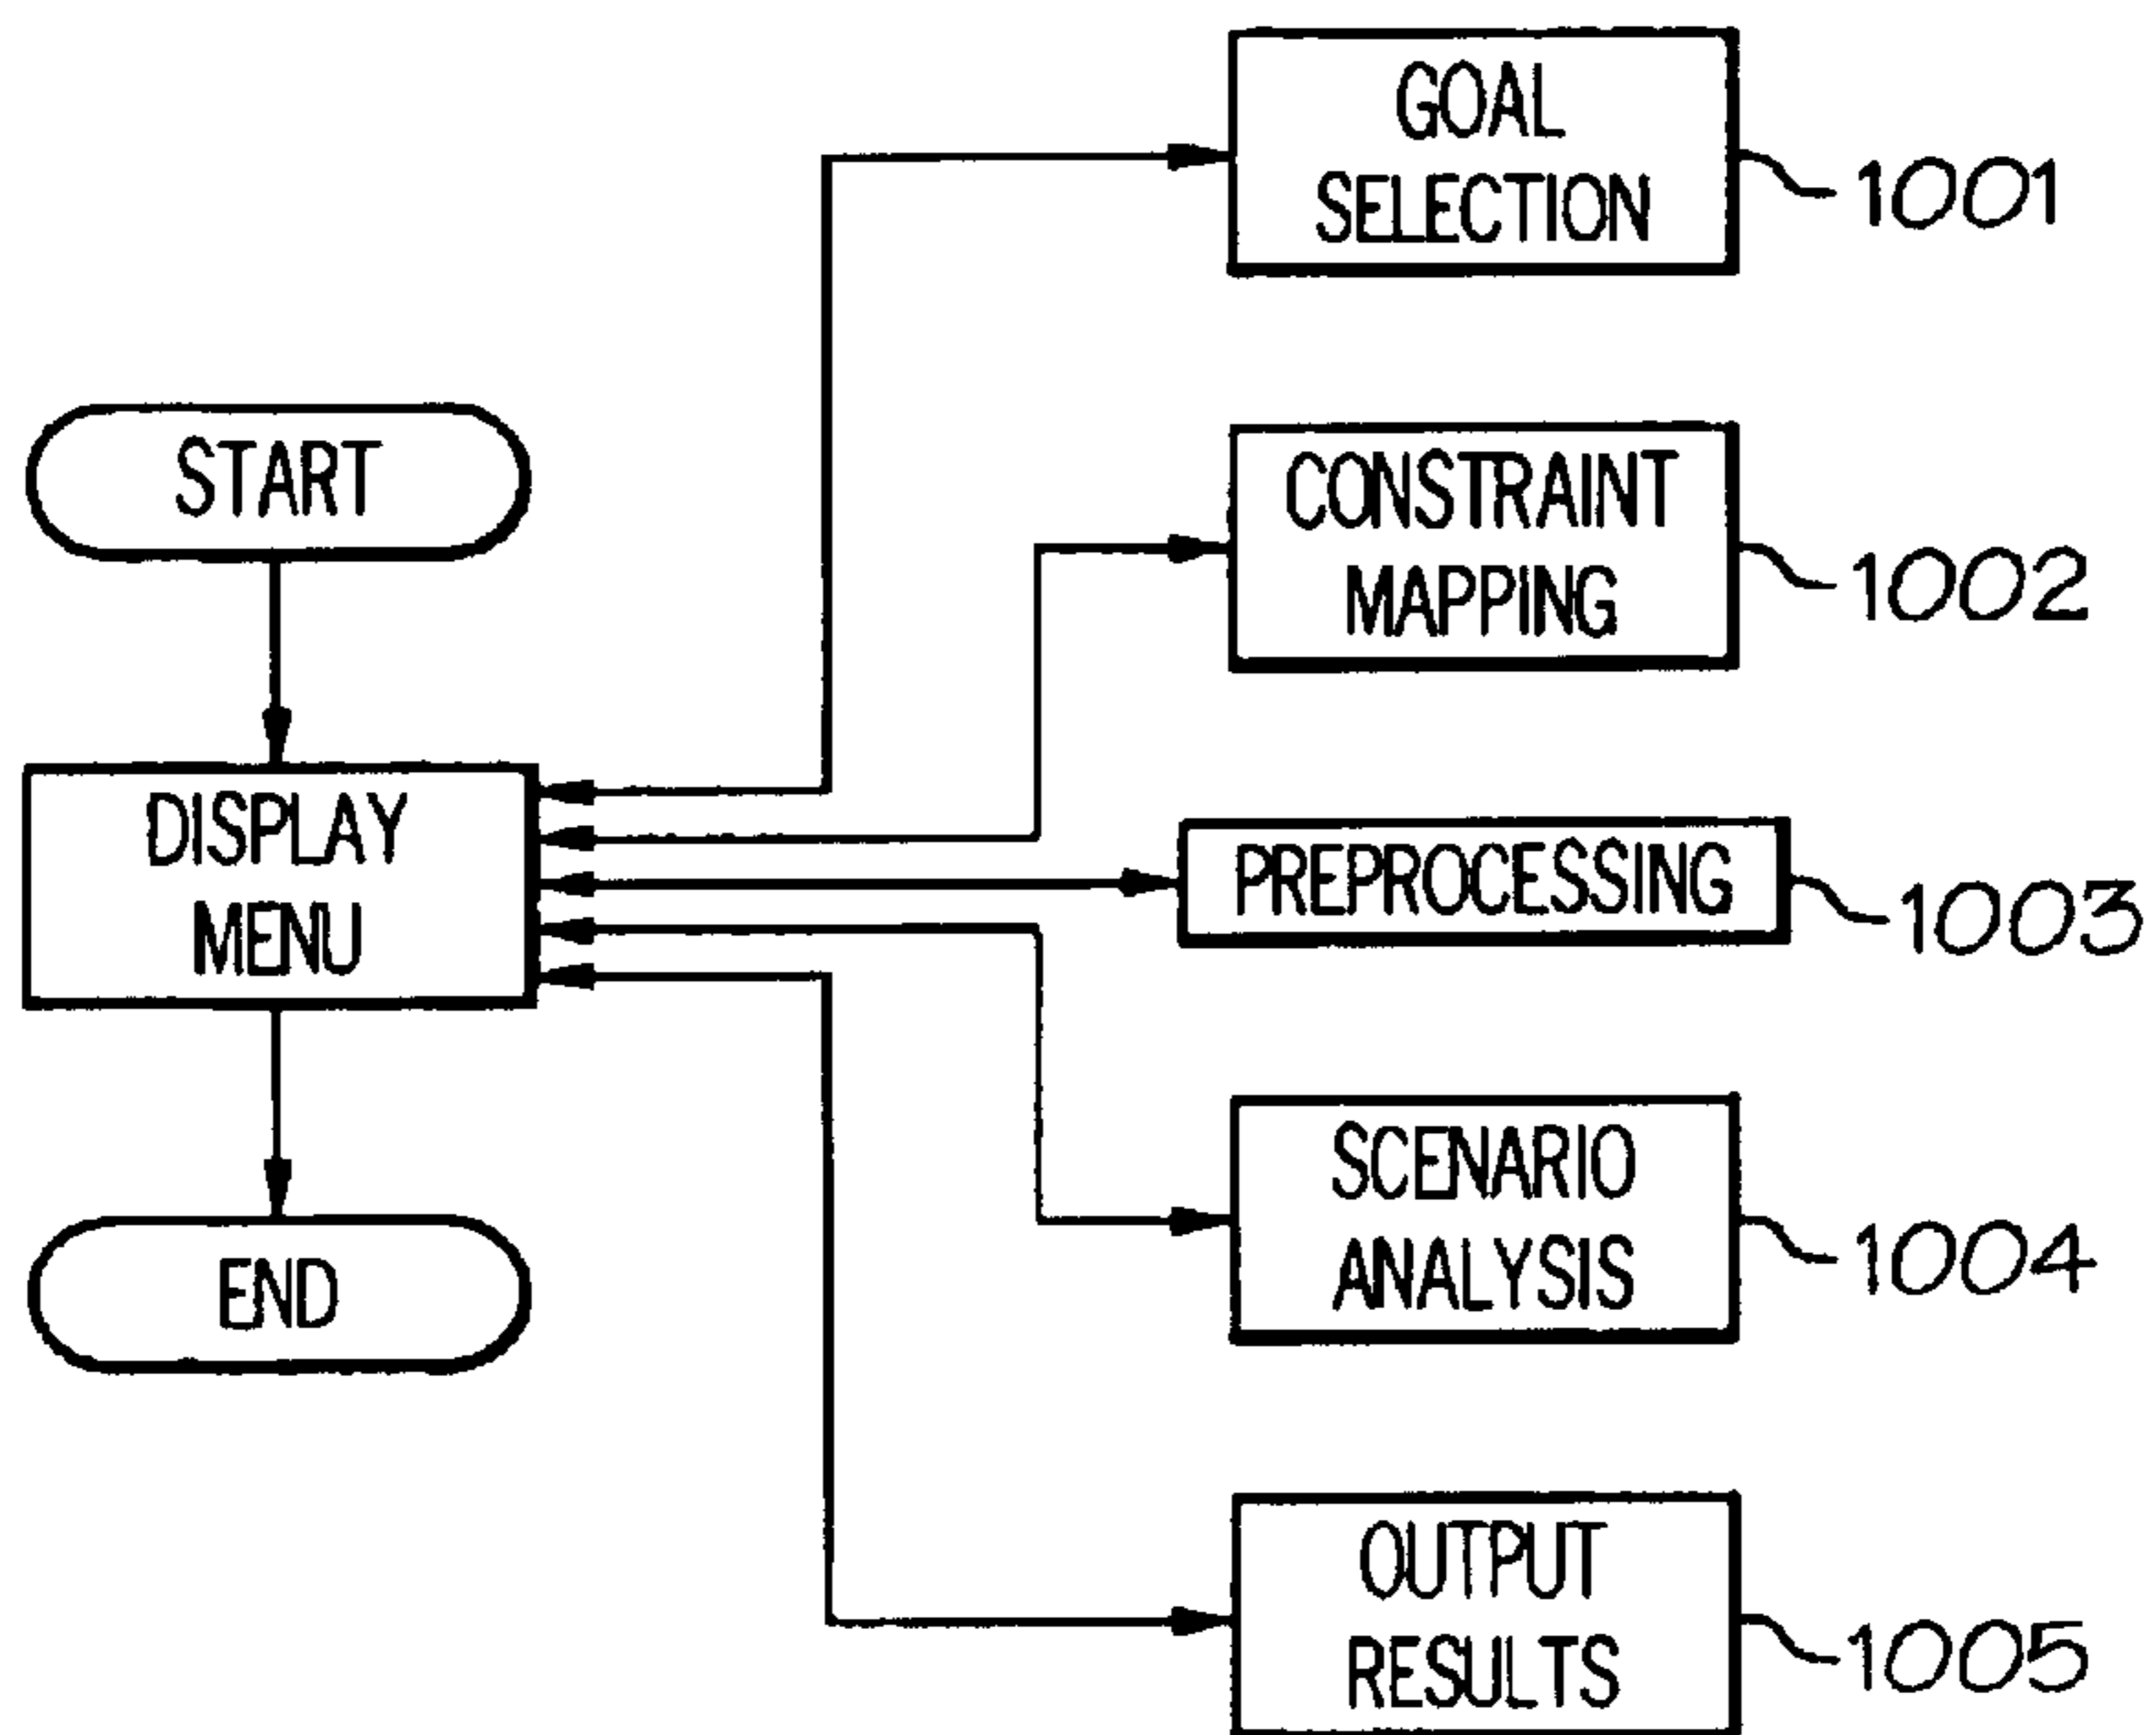 START
DISPLAY
MENU
END
GOAL
SELECTION
1001
CONSTRAINT
MAPPING
1002
PREPROCESSING
1003
SCENARIO
ANALYSIS
1004
OUTPUT
RESULTS
1005